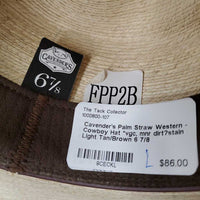 CAVENDER'S
6⅞
FPP2B
The Tack Collector
1000800-107
Cavender's Palm Straw Western -
Cowboy Hat *vgc, mnr dirt?stain
Light Tan/Brown 6 7/8
9CECKL
L
$86.00